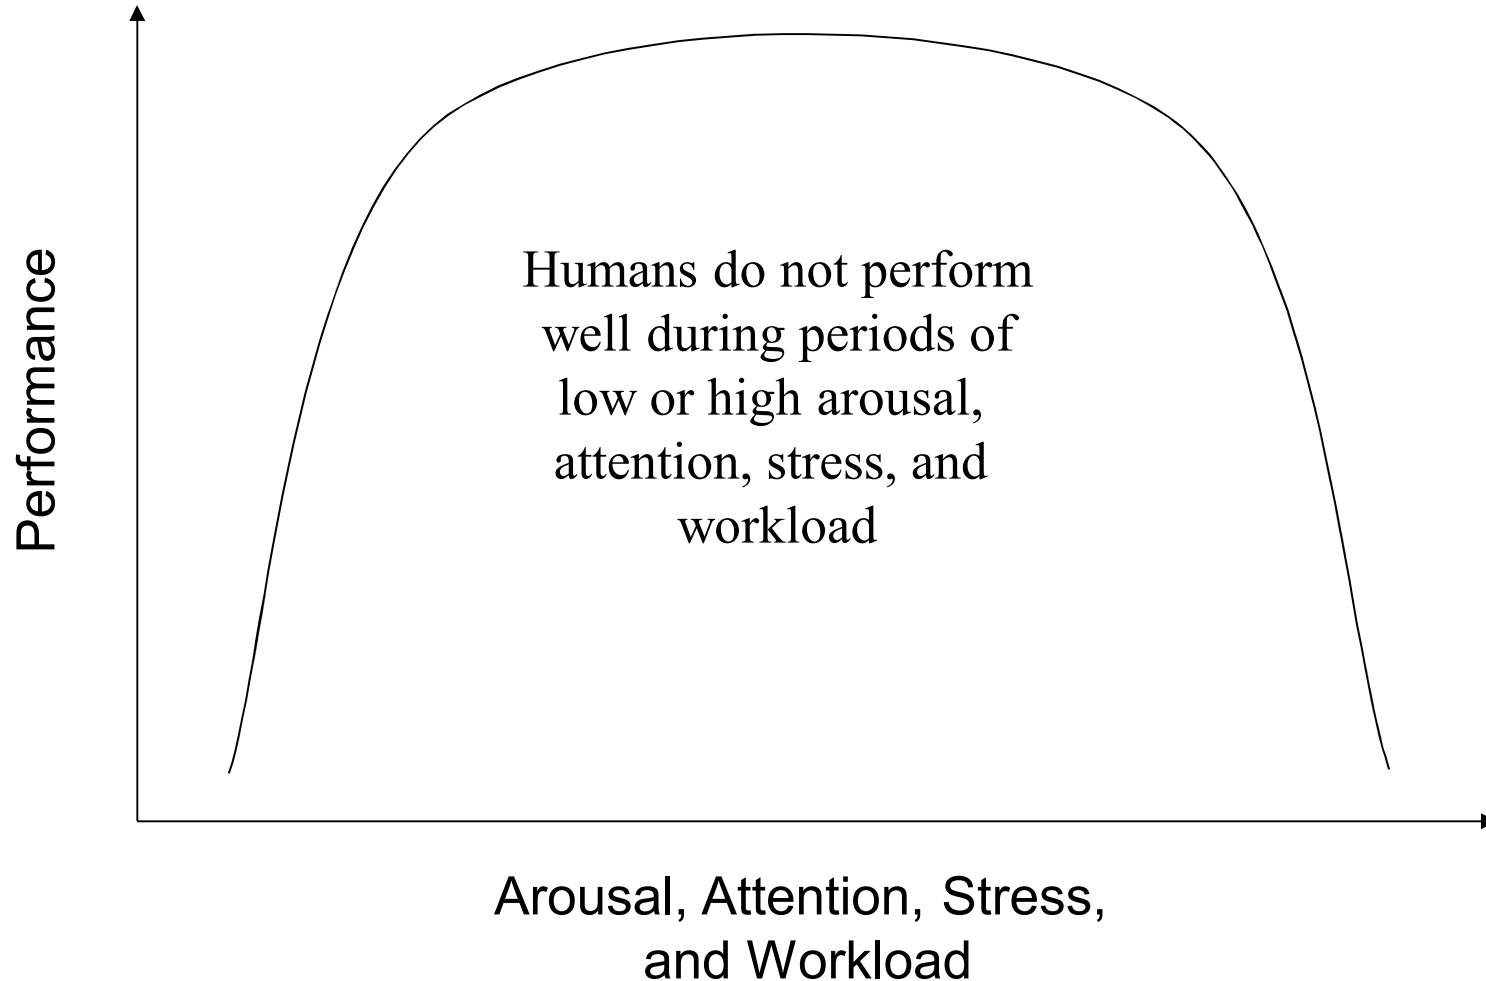 Performance
Humans do not perform
well during periods of
low or high arousal,
attention, stress, and
workload
Arousal, Attention, Stress,
and Workload